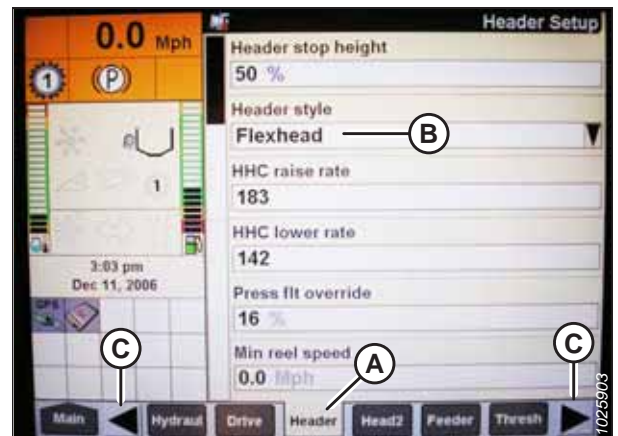 0.0 Mph
Header Setup
Header stop height
50 %
1
P
Header style
Flexhead
B
HHC raise rate
183
1
HHC lower rate
142
3:03 pm
Dec 11, 2006
Press flt override
16 %
GPS
C
Min reel speed
A
C
0.0 Mph
Main
Hydraul
Drive
Header
Head2
Feeder
Thresh
1025903